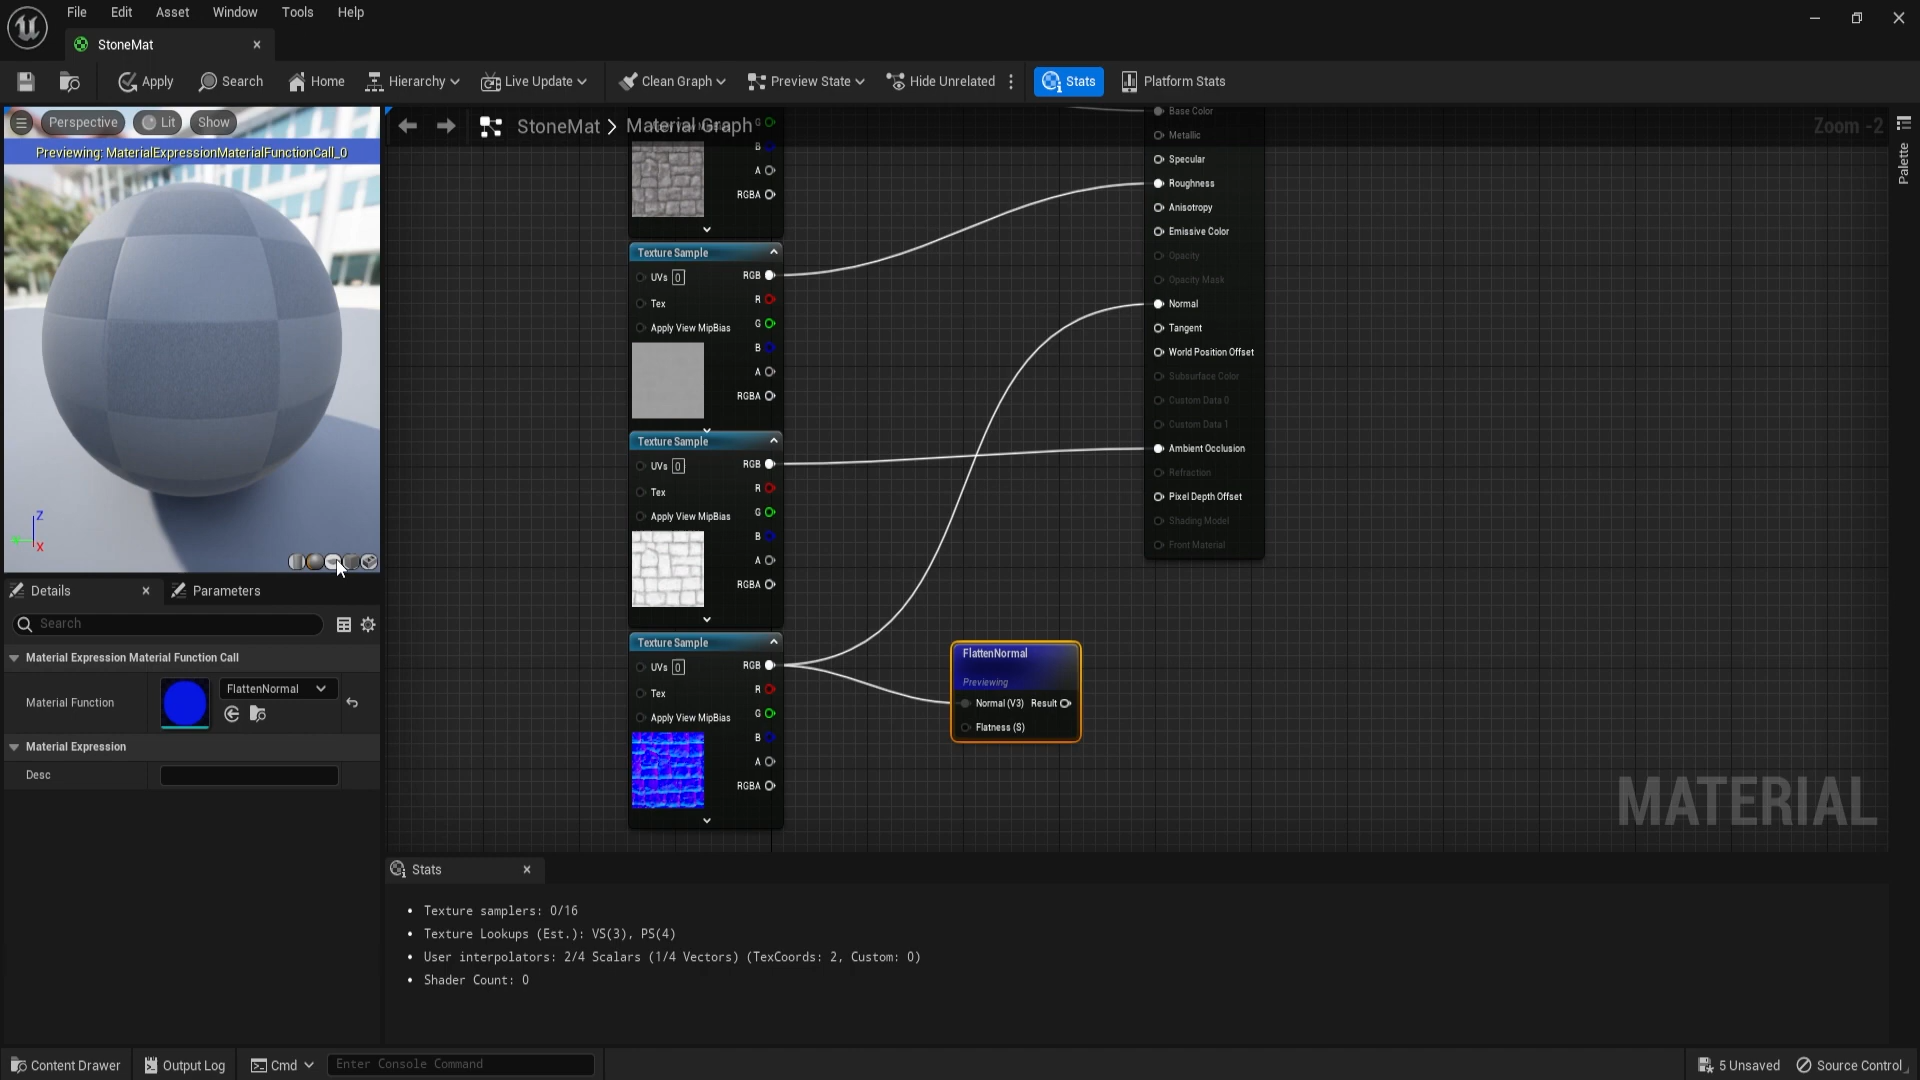 File Edit Asset Window Tools Help
StoneMat
Apply Search Home Hierarchy Live Update Clean Graph Preview State Hide Unrelated Stats Platform Stats
Perspective Lit Show
Previewing: MaterialExpressionMaterialFunctionCall_0
StoneMat > Material Graph
Zoom -2
Palette
G
B
A
RGBA
Texture Sample
UVs 0 RGB
R
Tex
G
Apply View MipBias
B
A
RGBA
Texture Sample
UVs 0 RGB
R
Tex
G
Apply View MipBias
B
A
RGBA
Texture Sample
UVs 0 RGB
R
Tex
G
Apply View MipBias
B
A
RGBA
FlattenNormal
Previewing
Normal (V3) Result
Flatness (S)
Base Color
Metallic
Specular
Roughness
Anisotropy
Emissive Color
Opacity
Opacity Mask
Normal
Tangent
World Position Offset
Subsurface Color
Custom Data 0
Custom Data 1
Ambient Occlusion
Refraction
Pixel Depth Offset
Shading Model
Front Material
MATERIAL
Z
X
Details Parameters
Search
Material Expression Material Function Call
Material Function FlattenNormal
Material Expression
Desc
Stats
• Texture samplers: 0/16
• Texture Lookups (Est.): VS(3), PS(4)
• User interpolators: 2/4 Scalars (1/4 Vectors) (TexCoords: 2, Custom: 0)
• Shader Count: 0
Content Drawer Output Log Cmd Enter Console Command 5 Unsaved Source Control